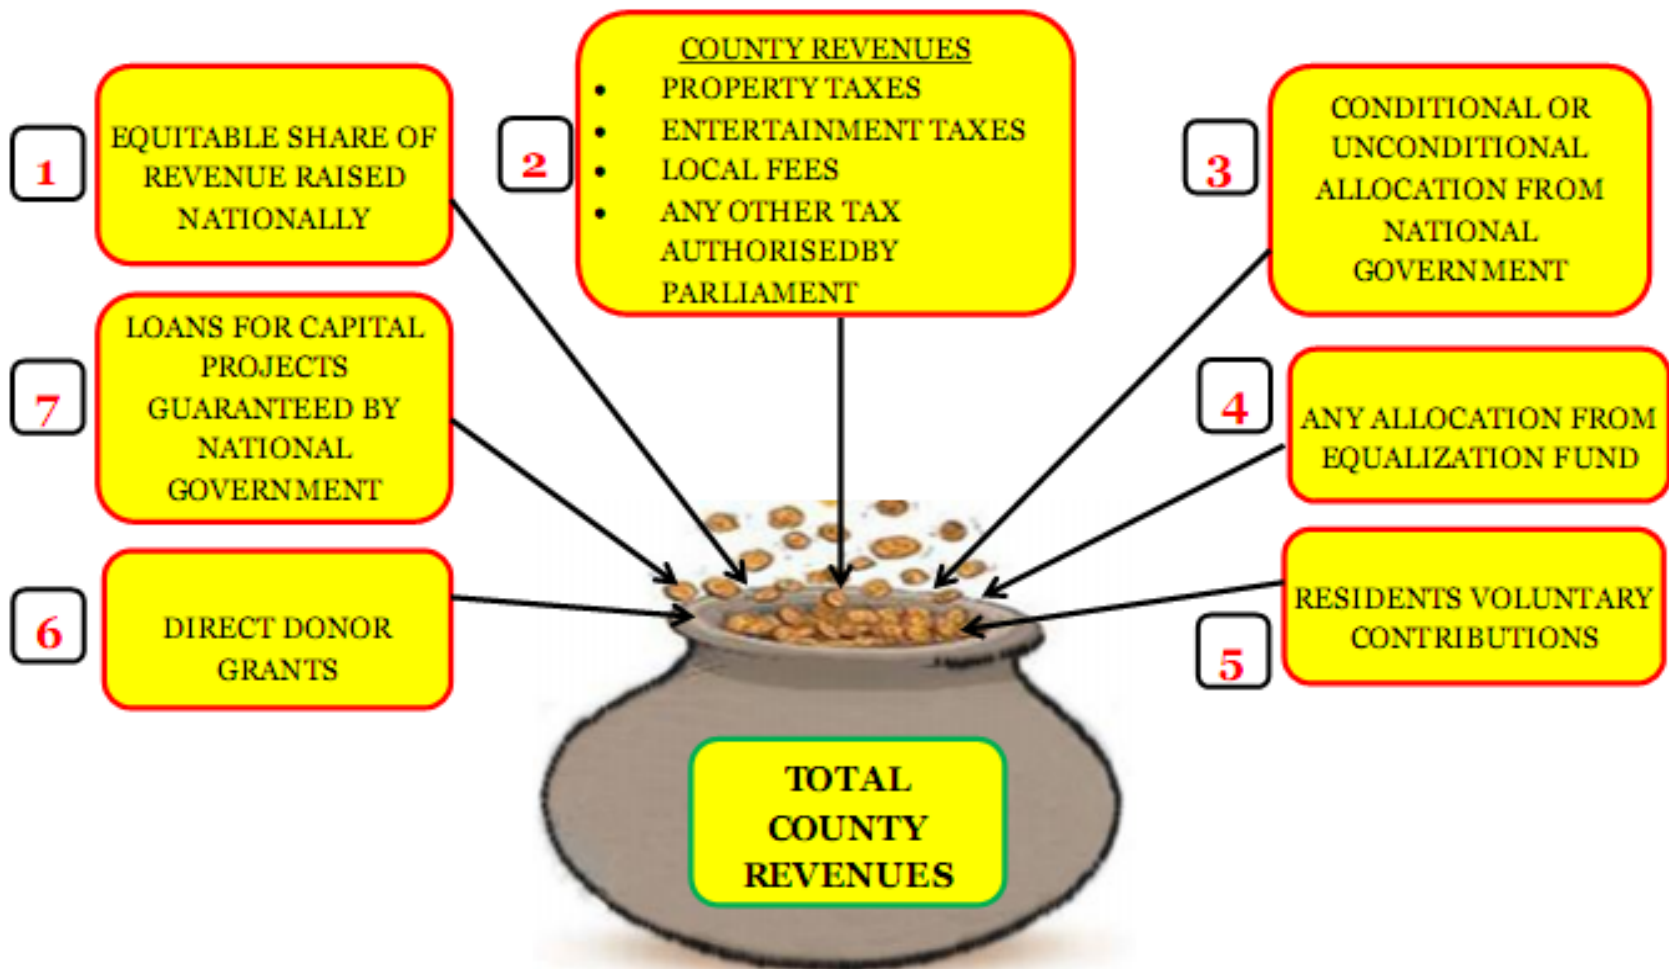 1
EQUITABLE SHARE OF
REVENUE RAISED
NATIONALLY
2
COUNTY REVENUES
• PROPERTY TAXES
• ENTERTAINMENT TAXES
• LOCAL FEES
• ANY OTHER TAX
AUTHORISEDBY
PARLIAMENT
3
CONDITIONAL OR
UNCONDITIONAL
ALLOCATION FROM
NATIONAL
GOVERNMENT
4
ANY ALLOCATION FROM
EQUALIZATION FUND
5
RESIDENTS VOLUNTARY
CONTRIBUTIONS
6
DIRECT DONOR
GRANTS
7
LOANS FOR CAPITAL
PROJECTS
GUARANTEED BY
NATIONAL
GOVERNMENT
TOTAL
COUNTY
REVENUES